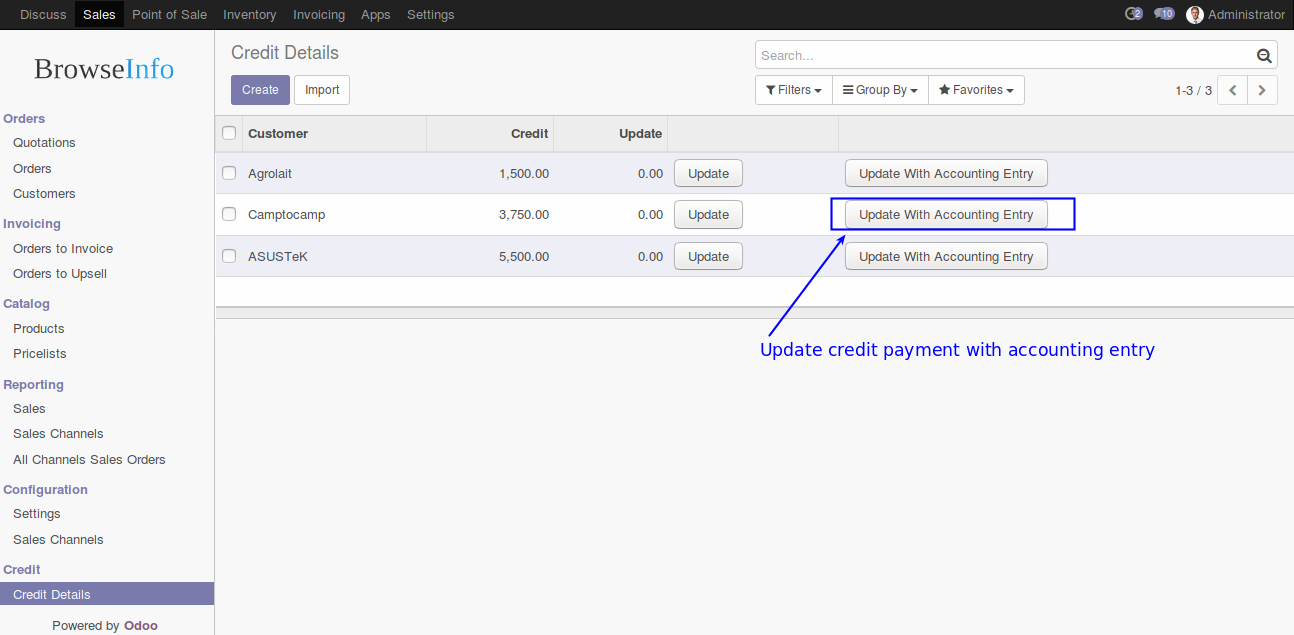 Discuss Sales Point of Sale Inventory Invoicing Apps Settings 2 10 Administrator
BrowseInfo
Orders
Quotations
Orders
Customers
Invoicing
Orders to Invoice
Orders to Upsell
Catalog
Products
Pricelists
Reporting
Sales
Sales Channels
All Channels Sales Orders
Configuration
Settings
Sales Channels
Credit
Credit Details
Powered by Odoo
Credit Details
Search...
Create Import
Filters Group By Favorites 1-3 / 3
Customer Credit Update
Agrolait 1,500.00 0.00 Update Update With Accounting Entry
Camptocamp 3,750.00 0.00 Update Update With Accounting Entry
ASUSTeK 5,500.00 0.00 Update Update With Accounting Entry
Update credit payment with accounting entry